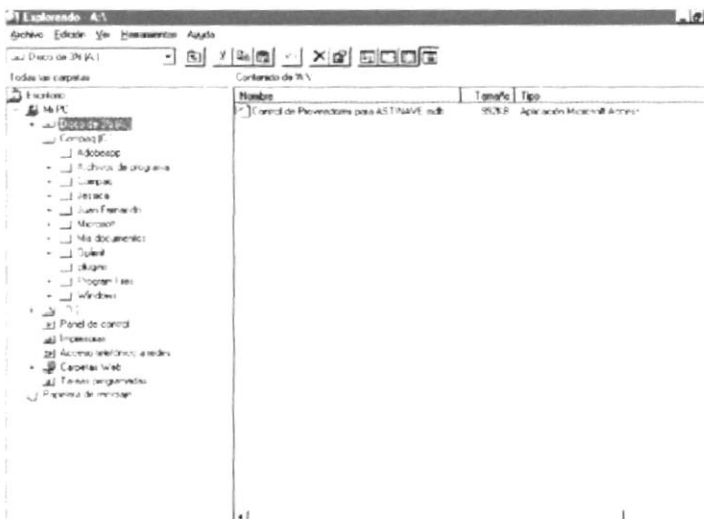 Explorando - A:\
Archivo Edición Ver Herramientas Ayuda
Disco de 3½ (A:)
Todas las carpetas
Contenido de 'A:\'
Escritorio
Mi PC
Disco de 3½ (A:)
Compaq (C:)
Adobeapp
Archivos de programa
Compaq
Jessica
Juan Fernando
Microsoft
Mis documentos
plugins
Program Files
Windows
Panel de control
Impresoras
Acceso telefónico a redes
Carpetas Web
Tareas programadas
Papelera de reciclaje
Nombre Tamaño Tipo
Control de Proveedores para ASTINAVE.mdb 992KB Aplicación Microsoft Access